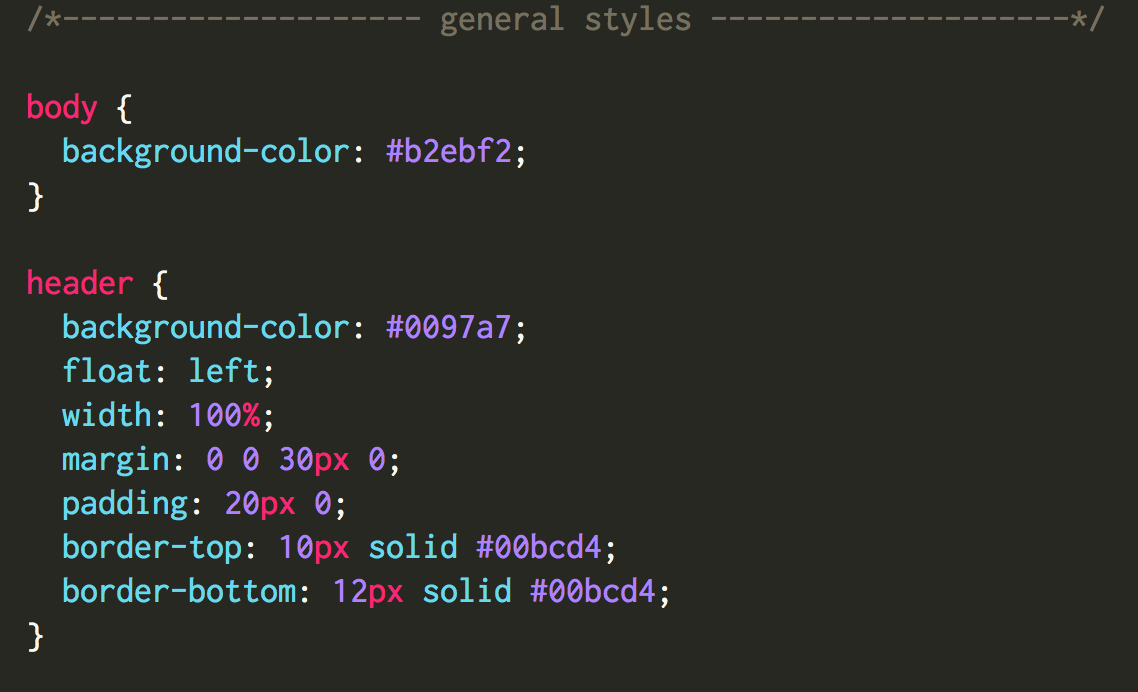 /*-------------------- general styles --------------------*/
body {
  background-color: #b2ebf2;
}
header {
  background-color: #0097a7;
  float: left;
  width: 100%;
  margin: 0 0 30px 0;
  padding: 20px 0;
  border-top: 10px solid #00bcd4;
  border-bottom: 12px solid #00bcd4;
}